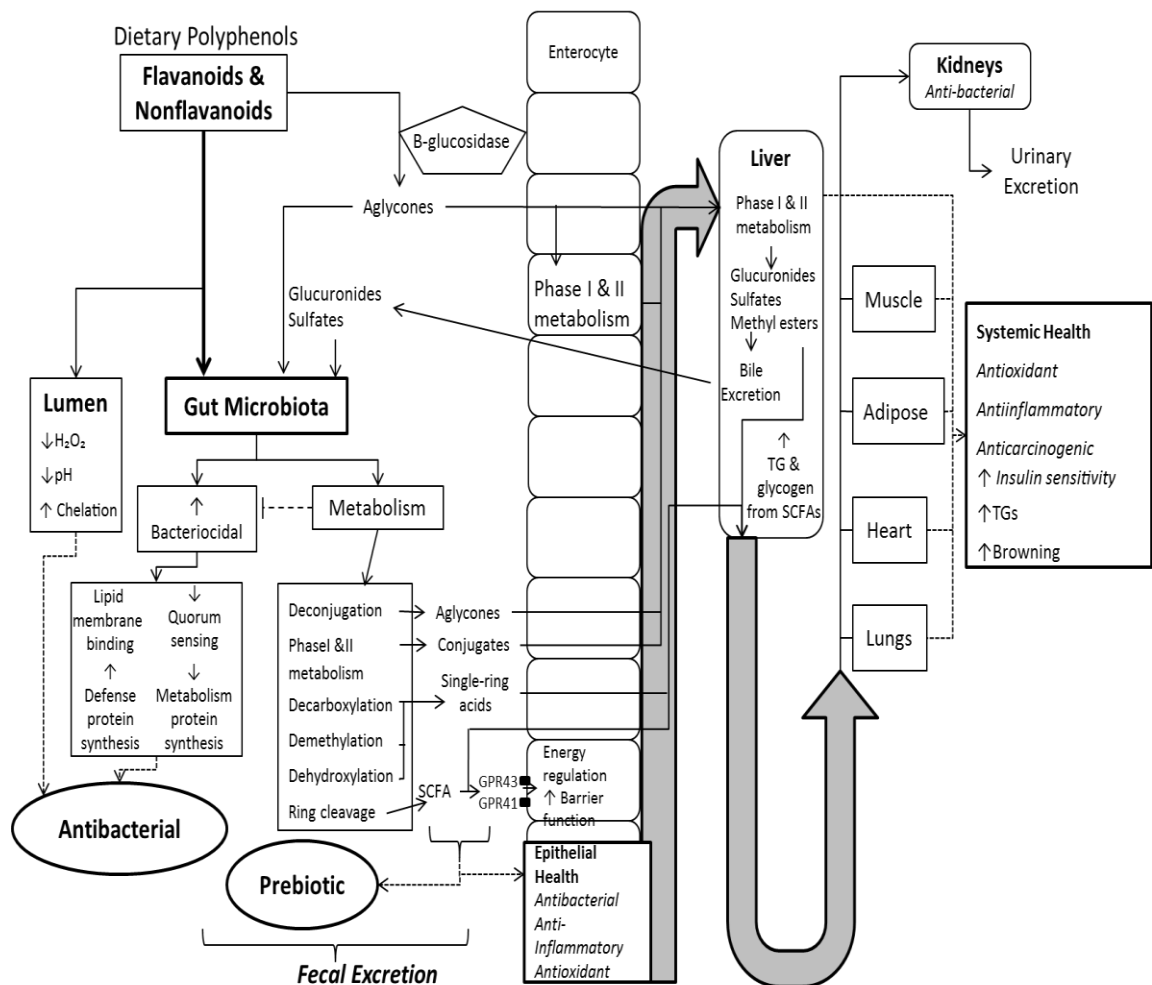 Dietary Polyphenols
Flavanoids &
Nonflavanoids
B-glucosidase
Aglycones
Glucuronides
Sulfates
Lumen
↓H₂O₂
↓pH
↑ Chelation
Gut Microbiota
↑
Bacteriocidal
Metabolism
Lipid
membrane
binding
↑
Defense
protein
synthesis
↓
Quorum
sensing
↓
Metabolism
protein
synthesis
Antibacterial
Deconjugation
PhaseI &II
metabolism
Decarboxylation
Demethylation
Dehydroxylation
Ring cleavage
Aglycones
Conjugates
Single-ring
acids
SCFA
GPR43
GPR41
Prebiotic
Fecal Excretion
Enterocyte
Phase I & II
metabolism
Energy
regulation
↑ Barrier
function
Epithelial
Health
Antibacterial
Anti-
Inflammatory
Antioxidant
Liver
Phase I & II
metabolism
Glucuronides
Sulfates
Methyl esters
Bile
Excretion
↑
TG &
glycogen
from SCFAs
Kidneys
Anti-bacterial
Urinary
Excretion
Muscle
Adipose
Heart
Lungs
Systemic Health
Antioxidant
Antiinflammatory
Anticarcinogenic
↑ Insulin sensitivity
↑TGs
↑Browning